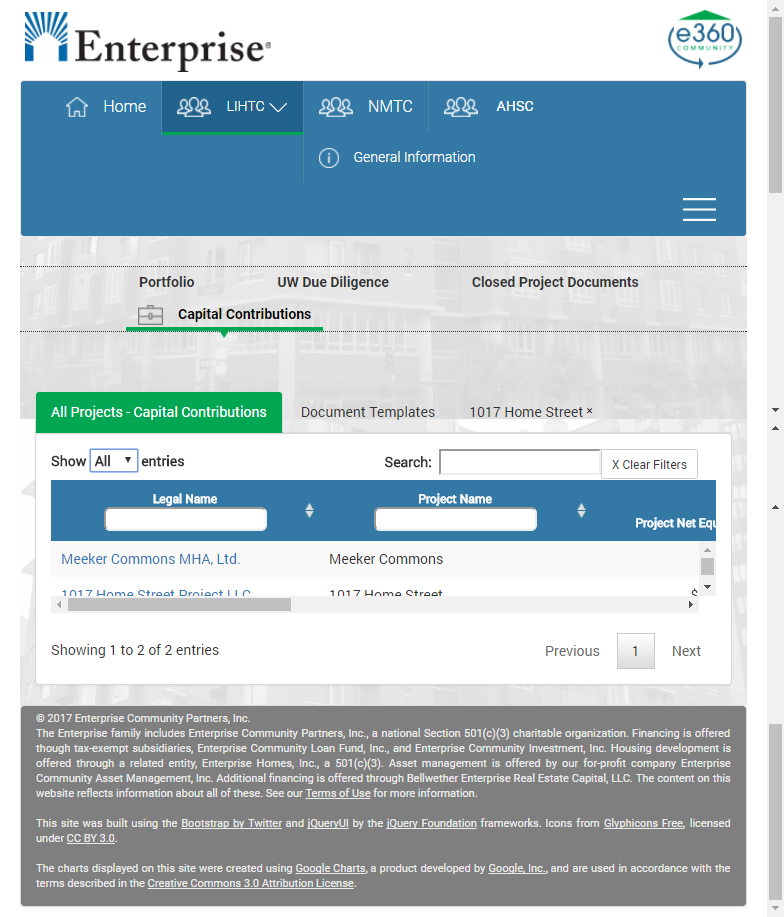 Enterprise®
e360
COMMUNITY
Home
LIHTC
NMTC
AHSC
General Information
Portfolio
UW Due Diligence
Closed Project Documents
Capital Contributions
All Projects - Capital Contributions
Document Templates
1017 Home Street ×
Show All entries
Search:
X Clear Filters
Legal Name
Project Name
Project Net Equ
Meeker Commons MHA, Ltd.
Meeker Commons
1017 Home Street Project LLC
1017 Home Street
$
Showing 1 to 2 of 2 entries
Previous
1
Next
© 2017 Enterprise Community Partners, Inc.
The Enterprise family includes Enterprise Community Partners, Inc., a national Section 501(c)(3) charitable organization. Financing is offered
though tax-exempt subsidiaries, Enterprise Community Loan Fund, Inc., and Enterprise Community Investment, Inc. Housing development is
offered through a related entity, Enterprise Homes, Inc., a 501(c)(3). Asset management is offered by our for-profit company Enterprise
Community Asset Management, Inc. Additional financing is offered through Bellwether Enterprise Real Estate Capital, LLC. The content on this
website reflects information about all of these. See our Terms of Use for more information.
This site was built using the Bootstrap by Twitter and jQueryUI by the jQuery Foundation frameworks. Icons from Glyphicons Free, licensed
under CC BY 3.0.
The charts displayed on this site were created using Google Charts, a product developed by Google, Inc., and are used in accordance with the
terms described in the Creative Commons 3.0 Attribution License.